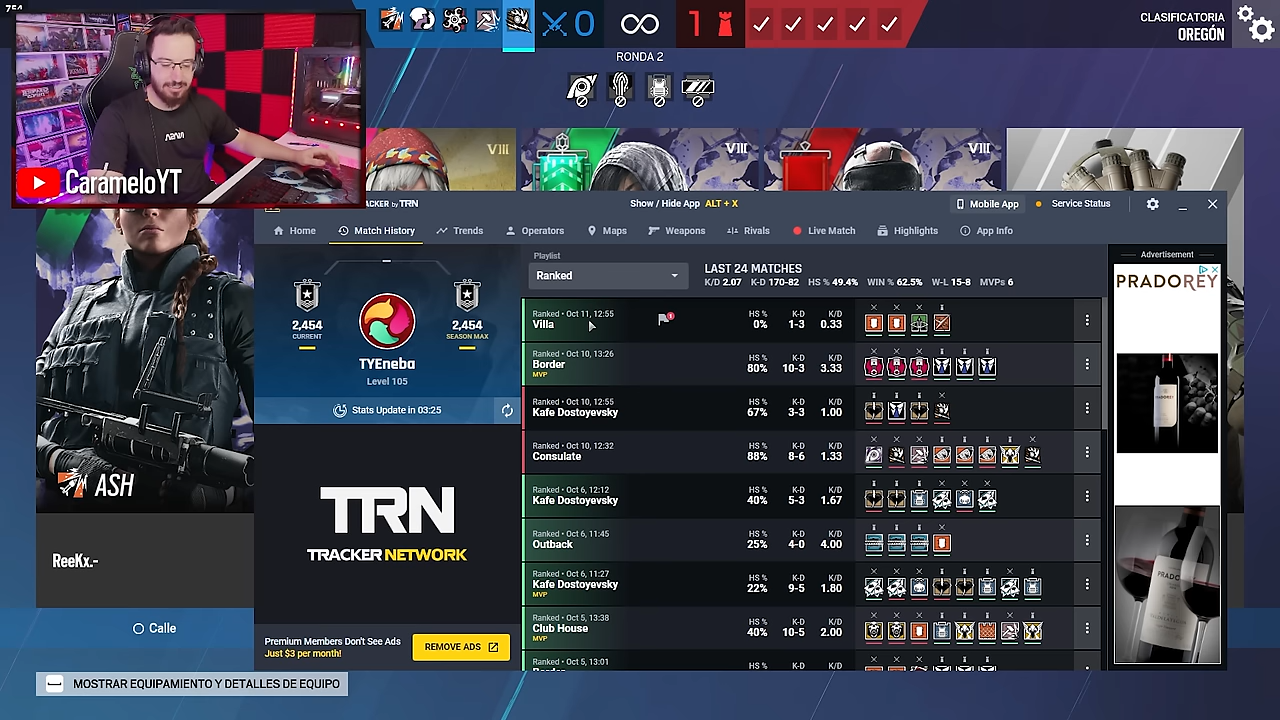 754
0
1
CLASIFICATORIA
OREGÓN
RONDA 2
VIII
VIII
VIII
CarameloYT
TRACKER by TRN
Show / Hide App ALT + X
Mobile App
Service Status
Home
Match History
Trends
Operators
Maps
Weapons
Rivals
Live Match
Highlights
App Info
2,454
CURRENT
2,454
SEASON MAX
TYEneba
Level 105
Stats Update in 03:25
TRN
TRACKER NETWORK
Premium Members Don't See Ads
Just $3 per month!
REMOVE ADS
Playlist
Ranked
LAST 24 MATCHES
K/D 2.07 K-D 170-82 HS % 49.4% WIN % 62.5% W-L 15-8 MVPs 6
Ranked • Oct 11, 12:55
Villa
HS % K-D K/D
0% 1-3 0.33
Ranked • Oct 10, 13:26
Border
MVP
HS % K-D K/D
80% 10-3 3.33
Ranked • Oct 10, 12:55
Kafe Dostoyevsky
HS % K-D K/D
67% 3-3 1.00
Ranked • Oct 10, 12:32
Consulate
HS % K-D K/D
88% 8-6 1.33
Ranked • Oct 6, 12:12
Kafe Dostoyevsky
HS % K-D K/D
40% 5-3 1.67
Ranked • Oct 6, 11:45
Outback
HS % K-D K/D
25% 4-0 4.00
Ranked • Oct 6, 11:27
Kafe Dostoyevsky
MVP
HS % K-D K/D
22% 9-5 1.80
Ranked • Oct 5, 13:38
Club House
MVP
HS % K-D K/D
40% 10-5 2.00
Ranked • Oct 5, 13:01
HS % K-D K/D
Advertisement
PRADOREY
ASH
ReeKx.-
Calle
MOSTRAR EQUIPAMIENTO Y DETALLES DE EQUIPO